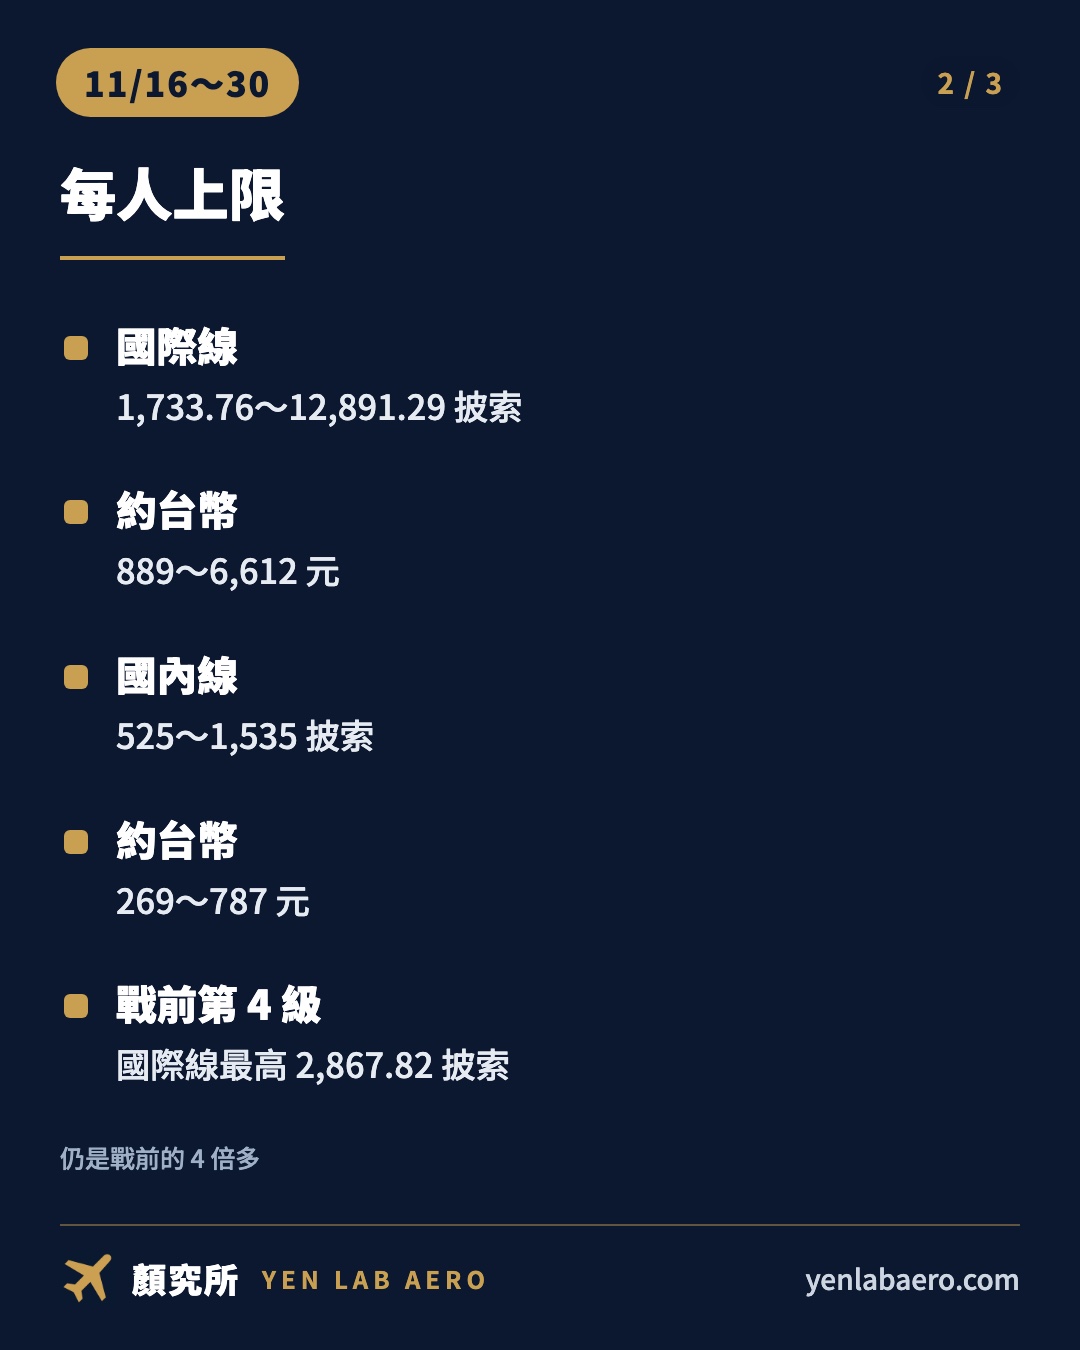 11/16～30
2 / 3
每人上限
國際線
1,733.76～12,891.29 披索
約台幣
889～6,612 元
國內線
525～1,535 披索
約台幣
269～787 元
戰前第 4 級
國際線最高 2,867.82 披索
仍是戰前的 4 倍多
顏究所 YEN LAB AERO
yenlabaero.com